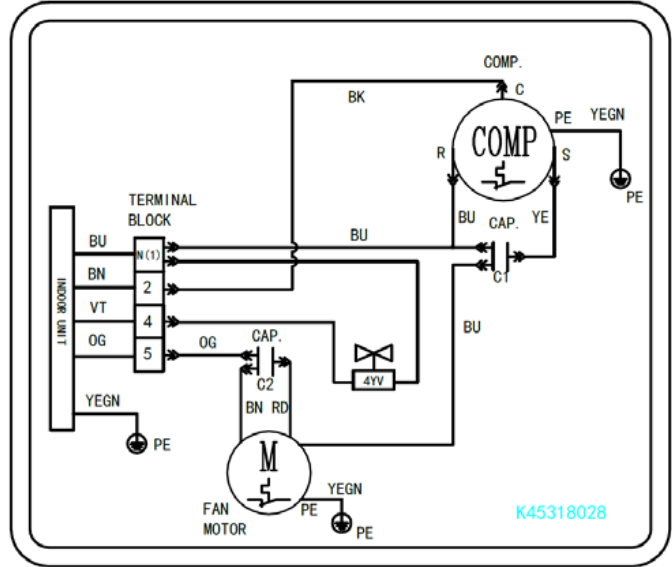 COMP.
C
BK
PE YEGN
COMP
R
S
PE
TERMINAL
BLOCK
BU YE
CAP.
BU
BU
N(1)
C1
BN
2
INDOOR UNIT
VT
4
BU
OG
OG
CAP.
5
4YV
C2
YEGN
BN RD
PE
M
YEGN
FAN
MOTOR
PE
PE
K45318028